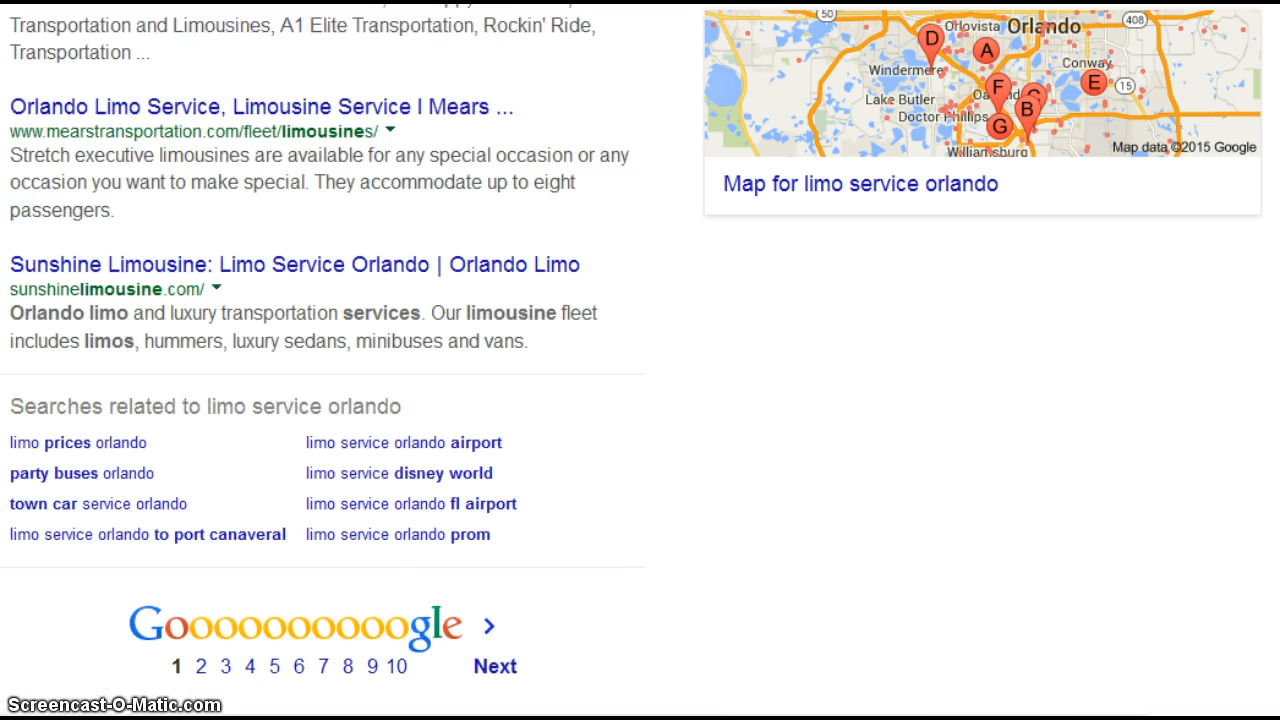 Transportation and Limousines, A1 Elite Transportation, Rockin' Ride,
Transportation ...
Orlando Limo Service, Limousine Service | Mears ...
www.mearstransportation.com/fleet/limousines/
Stretch executive limousines are available for any special occasion or any
occasion you want to make special. They accommodate up to eight
passengers.
Sunshine Limousine: Limo Service Orlando | Orlando Limo
sunshinelimousine.com/
Orlando limo and luxury transportation services. Our limousine fleet
includes limos, hummers, luxury sedans, minibuses and vans.
Searches related to limo service orlando
limo prices orlando
limo service orlando airport
party buses orlando
limo service disney world
town car service orlando
limo service orlando fl airport
limo service orlando to port canaveral
limo service orlando prom
Goooooooooogle >
1 2 3 4 5 6 7 8 9 10 Next
50
Orlovista
Orlando
408
D
A
Windermere
Conway
F
E
15
Lake Butler
C
B
Doctor Phillips
G
Williamsburg
Map data ©2015 Google
Map for limo service orlando
Screencast-O-Matic.com